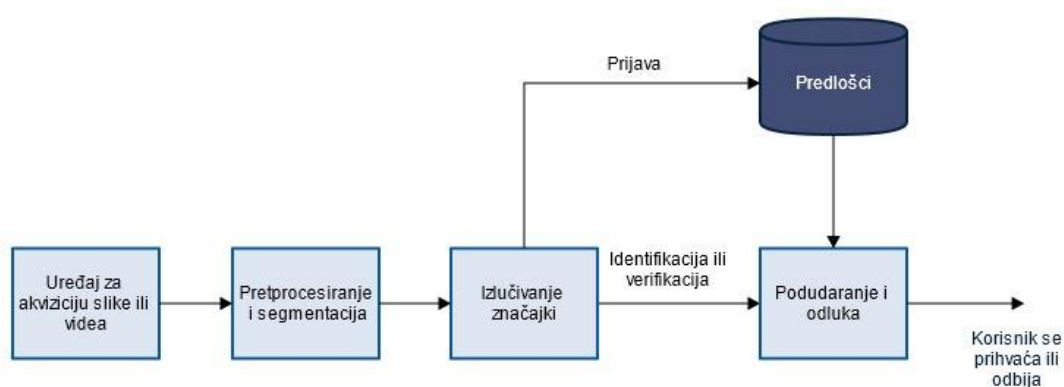 Prijava
Predlošci
Uređaj za
akviziciju slike ili
videa
Pretprocesiranje
i segmentacija
Izlučivanje
značajki
Identifikacija ili
verifikacija
Podudaranje i
odluka
Korisnik se
prihvaća ili
odbija